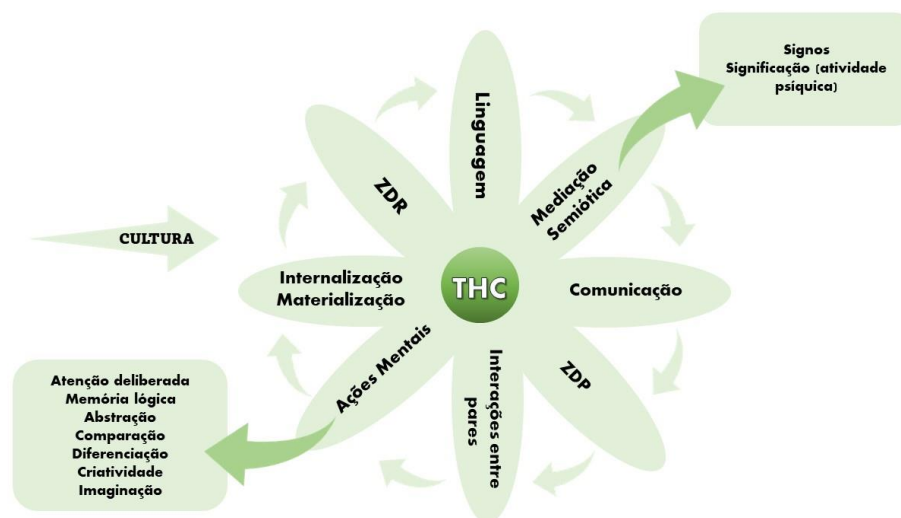 Signos
Significação (atividade
psíquica)
Linguagem
Mediação
Semiótica
Comunicação
ZDP
Interações entre
pares
Ações Mentais
Internalização
Materialização
ZDR
THC
CULTURA
Atenção deliberada
Memória lógica
Abstração
Comparação
Diferenciação
Criatividade
Imaginação